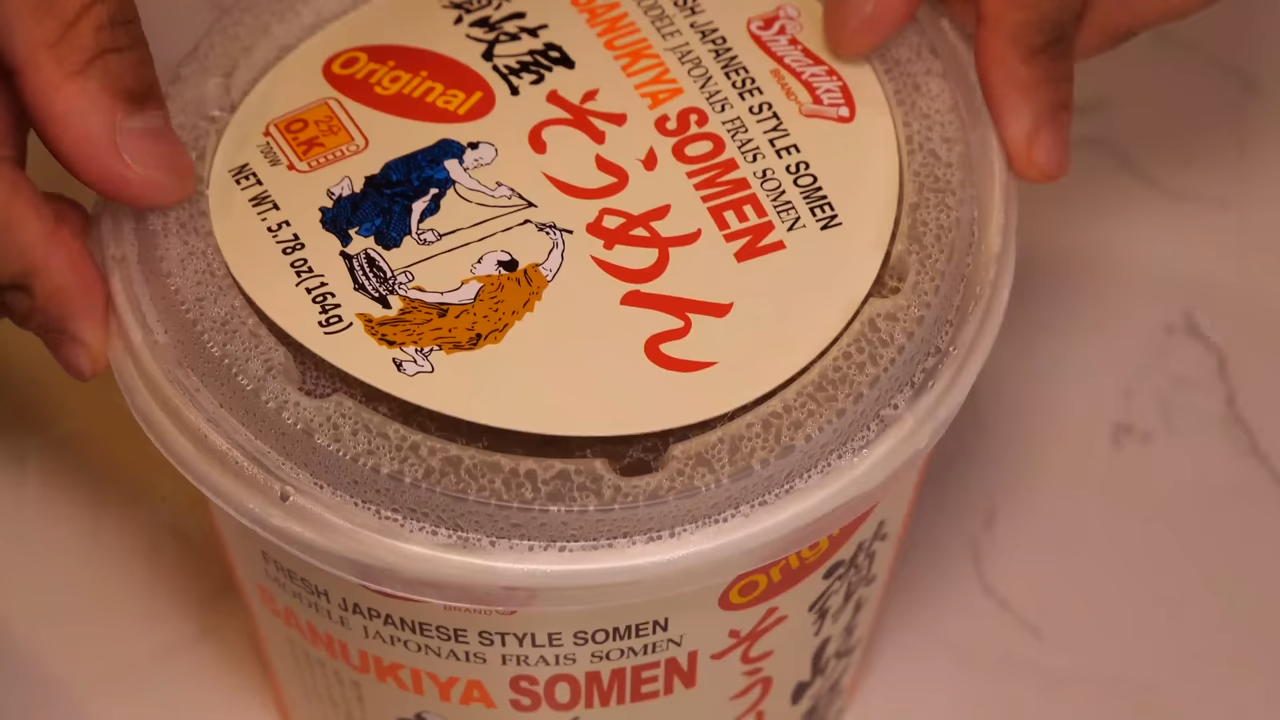 Shirakiku
BRAND
FRESH JAPANESE STYLE SOMEN
MODÈLE JAPONAIS FRAIS SOMEN
SANUKIYA SOMEN
そうめん
讃岐屋
Original
2分
O.K
700W
NET WT. 5.78 oz(164g)
BRAND
FRESH JAPANESE STYLE SOMEN
MODÈLE JAPONAIS FRAIS SOMEN
SANUKIYA SOMEN
Orig
そう